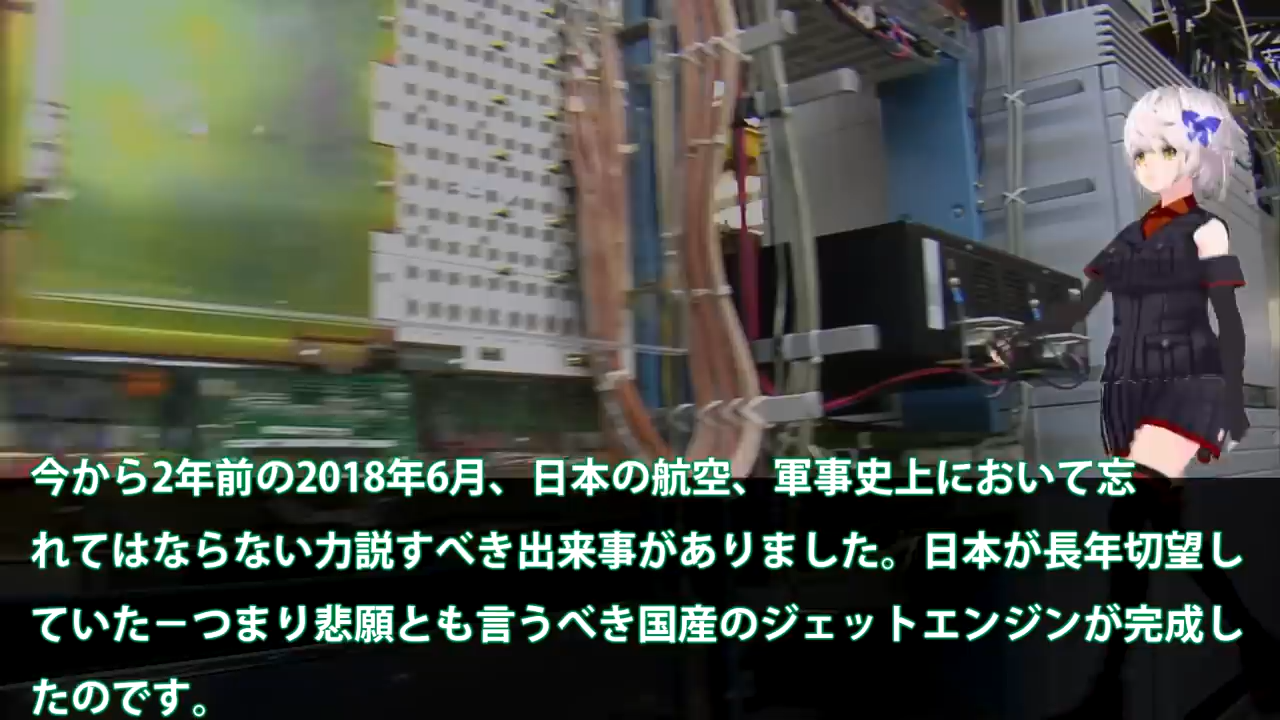 今から2年前の2018年6月、日本の航空、軍事史上において忘
れてはならない力説すべき出来事がありました。日本が長年切望し
ていた－つまり悲願とも言うべき国産のジェットエンジンが完成し
たのです。